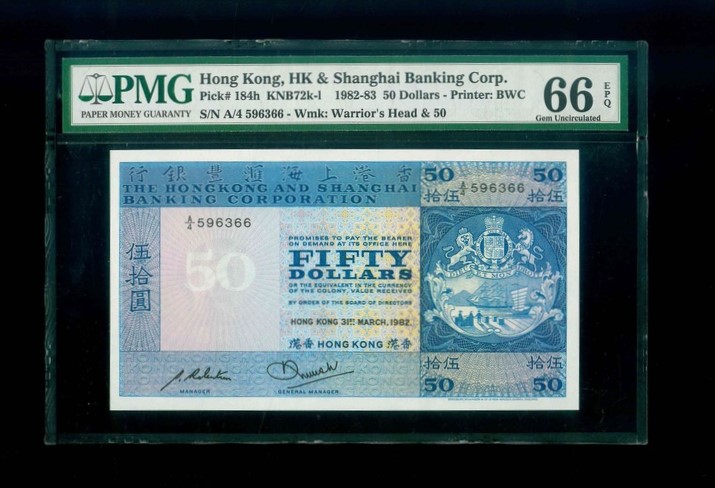 PMG
PAPER MONEY GUARANTY
Hong Kong, HK & Shanghai Banking Corp.
Pick# 184h KNB72k-l 1982-83 50 Dollars - Printer: BWC
S/N A/4 596366 - Wmk: Warrior's Head & 50
66 EPQ
Gem Uncirculated
行銀豐滙海上港香
THE HONGKONG AND SHANGHAI
BANKING CORPORATION
50 50
A/4 596366
拾伍 拾伍
A/4 596366
伍拾圓
50
PROMISES TO PAY THE BEARER
ON DEMAND AT ITS OFFICE HERE
FIFTY
DOLLARS
OR THE EQUIVALENT IN THE CURRENCY
OF THE COLONY, VALUE RECEIVED
BY ORDER OF THE BOARD OF DIRECTORS
HONG KONG 31ST MARCH, 1982.
港香 HONG KONG 港香
MANAGER
GENERAL MANAGER
拾伍 拾伍
50 50